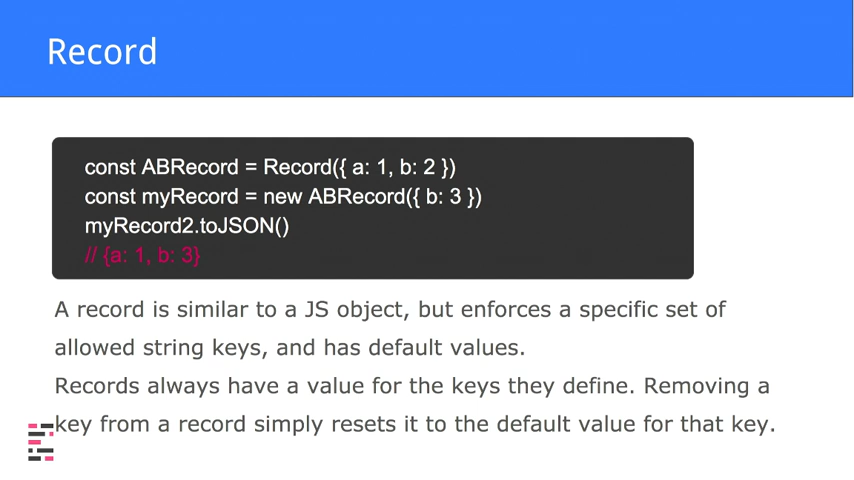 Record
const ABRecord = Record({ a: 1, b: 2 })
const myRecord = new ABRecord({ b: 3 })
myRecord2.toJSON()
// {a: 1, b: 3}
A record is similar to a JS object, but enforces a specific set of
allowed string keys, and has default values.
Records always have a value for the keys they define. Removing a
key from a record simply resets it to the default value for that key.